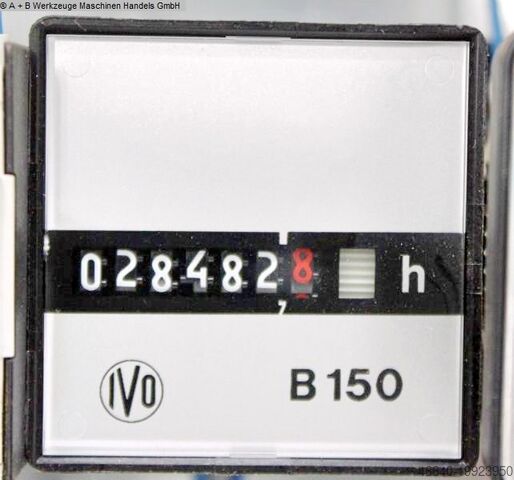 ® A + B Werkzeuge Maschinen Handels GmbH
0284828 h
IVO
B 150